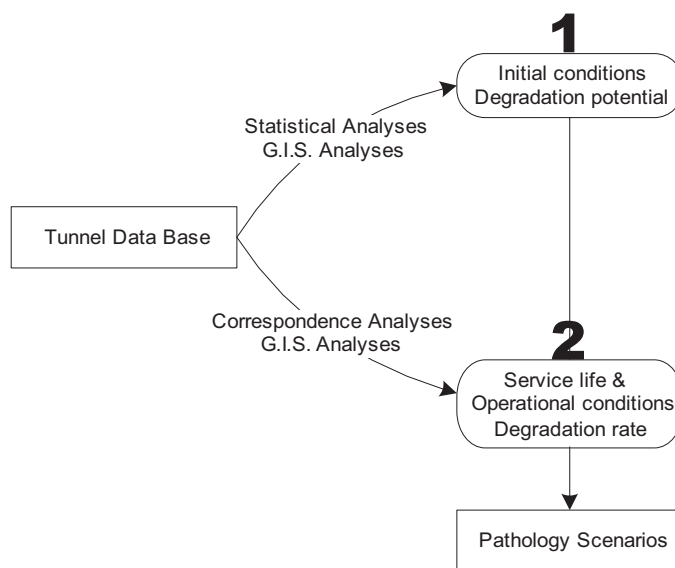 1
Initial conditions
Degradation potential
Statistical Analyses
G.I.S. Analyses
Tunnel Data Base
Correspondence Analyses
G.I.S. Analyses
2
Service life &
Operational conditions
Degradation rate
Pathology Scenarios